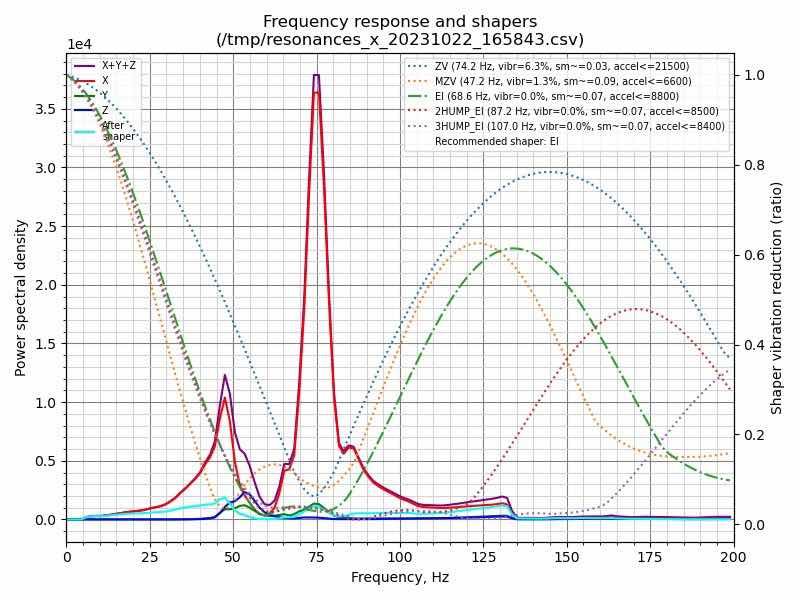 Frequency response and shapers
(/tmp/resonances_x_20231022_165843.csv)
1e4
X+Y+Z
X
Y
Z
After
shaper
ZV (74.2 Hz, vibr=6.3%, sm~=0.03, accel<=21500)
MZV (47.2 Hz, vibr=1.3%, sm~=0.09, accel<=6600)
EI (68.6 Hz, vibr=0.0%, sm~=0.07, accel<=8800)
2HUMP_EI (87.2 Hz, vibr=0.0%, sm~=0.07, accel<=8500)
3HUMP_EI (107.0 Hz, vibr=0.0%, sm~=0.07, accel<=8400)
Recommended shaper: EI
Power spectral density
3.5
3.0
2.5
2.0
1.5
1.0
0.5
0.0
1.0
0.8
0.6
0.4
0.2
0.0
Shaper vibration reduction (ratio)
0 25 50 75 100 125 150 175 200
Frequency, Hz